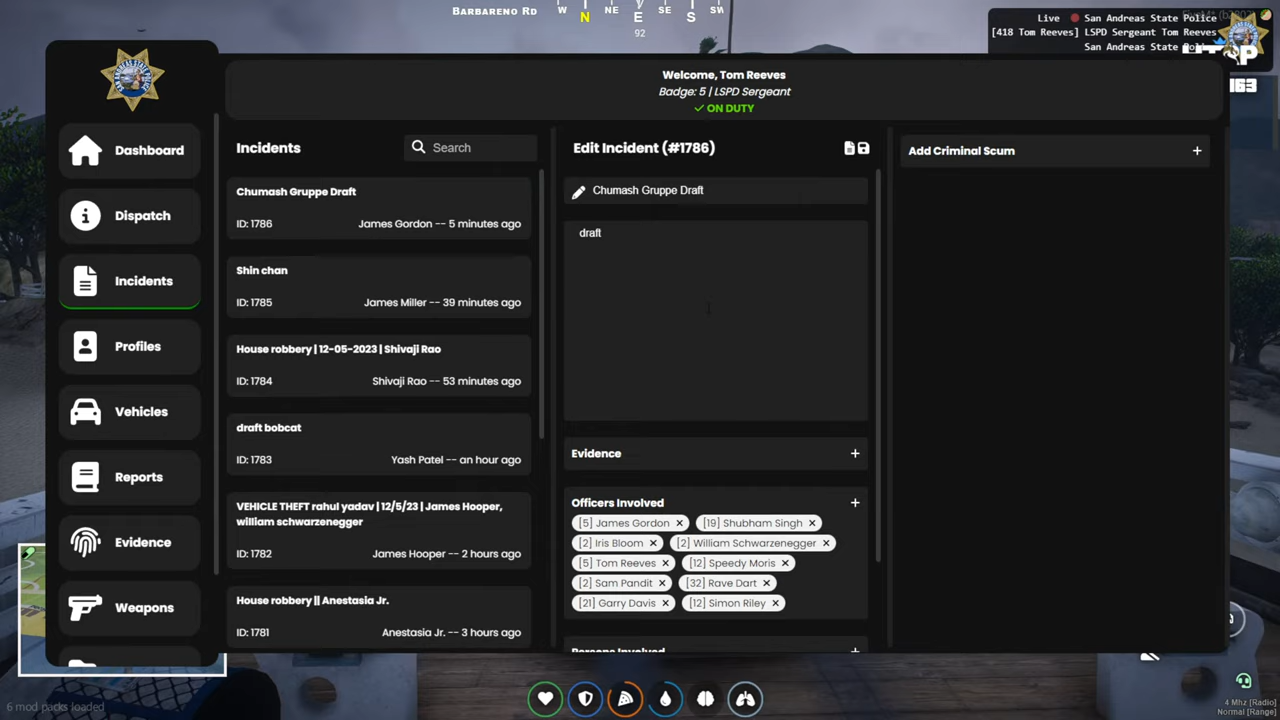 Barbareno Rd
W N NE E SE S SW
92
Live San Andreas State Police
[418 Tom Reeves] LSPD Sergeant Tom Reeves
San Andreas State
163
Welcome, Tom Reeves
Badge: 5 | LSPD Sergeant
✓ ON DUTY
Dashboard
Dispatch
Incidents
Profiles
Vehicles
Reports
Evidence
Weapons
Incidents
Search
Chumash Gruppe Draft
ID: 1786 James Gordon -- 5 minutes ago
Shin chan
ID: 1785 James Miller -- 39 minutes ago
House robbery | 12-05-2023 | Shivaji Rao
ID: 1784 Shivaji Rao -- 53 minutes ago
draft bobcat
ID: 1783 Yash Patel -- an hour ago
VEHICLE THEFT rahul yadav | 12/5/23 | James Hooper,
william schwarzenegger
ID: 1782 James Hooper -- 2 hours ago
House robbery || Anestasia Jr.
ID: 1781 Anestasia Jr. -- 3 hours ago
Edit Incident (#1786)
Chumash Gruppe Draft
draft
Evidence +
Officers Involved +
[5] James Gordon × [19] Shubham Singh ×
[2] Iris Bloom × [2] William Schwarzenegger ×
[5] Tom Reeves × [12] Speedy Moris ×
[2] Sam Pandit × [32] Rave Dart ×
[21] Garry Davis × [12] Simon Riley ×
Persons Involved
Add Criminal Scum +
6 mod packs loaded
4 Mhz [Radio]
Normal [Range]